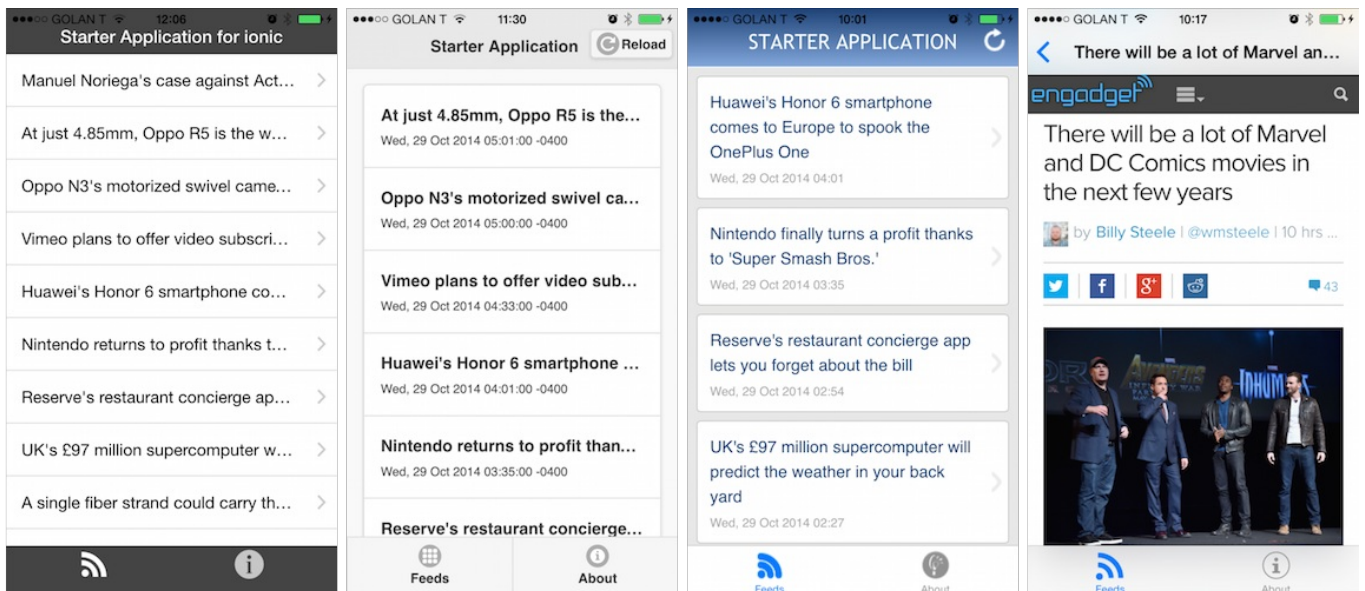 ●●●●○ GOLAN T 12:06
Starter Application for ionic
Manuel Noriega's case against Act...
At just 4.85mm, Oppo R5 is the w...
Oppo N3's motorized swivel came...
Vimeo plans to offer video subscri...
Huawei's Honor 6 smartphone co...
Nintendo returns to profit thanks t...
Reserve's restaurant concierge ap...
UK's £97 million supercomputer w...
A single fiber strand could carry th...
●●●●○ GOLAN T 11:30
Starter Application
Reload
At just 4.85mm, Oppo R5 is the...
Wed, 29 Oct 2014 05:01:00 -0400
Oppo N3's motorized swivel ca...
Wed, 29 Oct 2014 05:00:00 -0400
Vimeo plans to offer video sub...
Wed, 29 Oct 2014 04:33:00 -0400
Huawei's Honor 6 smartphone ...
Wed, 29 Oct 2014 04:01:00 -0400
Nintendo returns to profit than...
Wed, 29 Oct 2014 03:35:00 -0400
Reserve's restaurant concierge...
Feeds
About
●●●●○ GOLAN T 10:01
STARTER APPLICATION
Huawei's Honor 6 smartphone
comes to Europe to spook the
OnePlus One
Wed, 29 Oct 2014 04:01
Nintendo finally turns a profit thanks
to 'Super Smash Bros.'
Wed, 29 Oct 2014 03:35
Reserve's restaurant concierge app
lets you forget about the bill
Wed, 29 Oct 2014 02:54
UK's £97 million supercomputer will
predict the weather in your back
yard
Wed, 29 Oct 2014 02:27
Feeds
About
●●●●○ GOLAN T 10:17
There will be a lot of Marvel an...
engadget
There will be a lot of Marvel
and DC Comics movies in
the next few years
by Billy Steele | @wmsteele | 10 hrs ...
43
AVENGERS
INHUMANS
Feeds
About